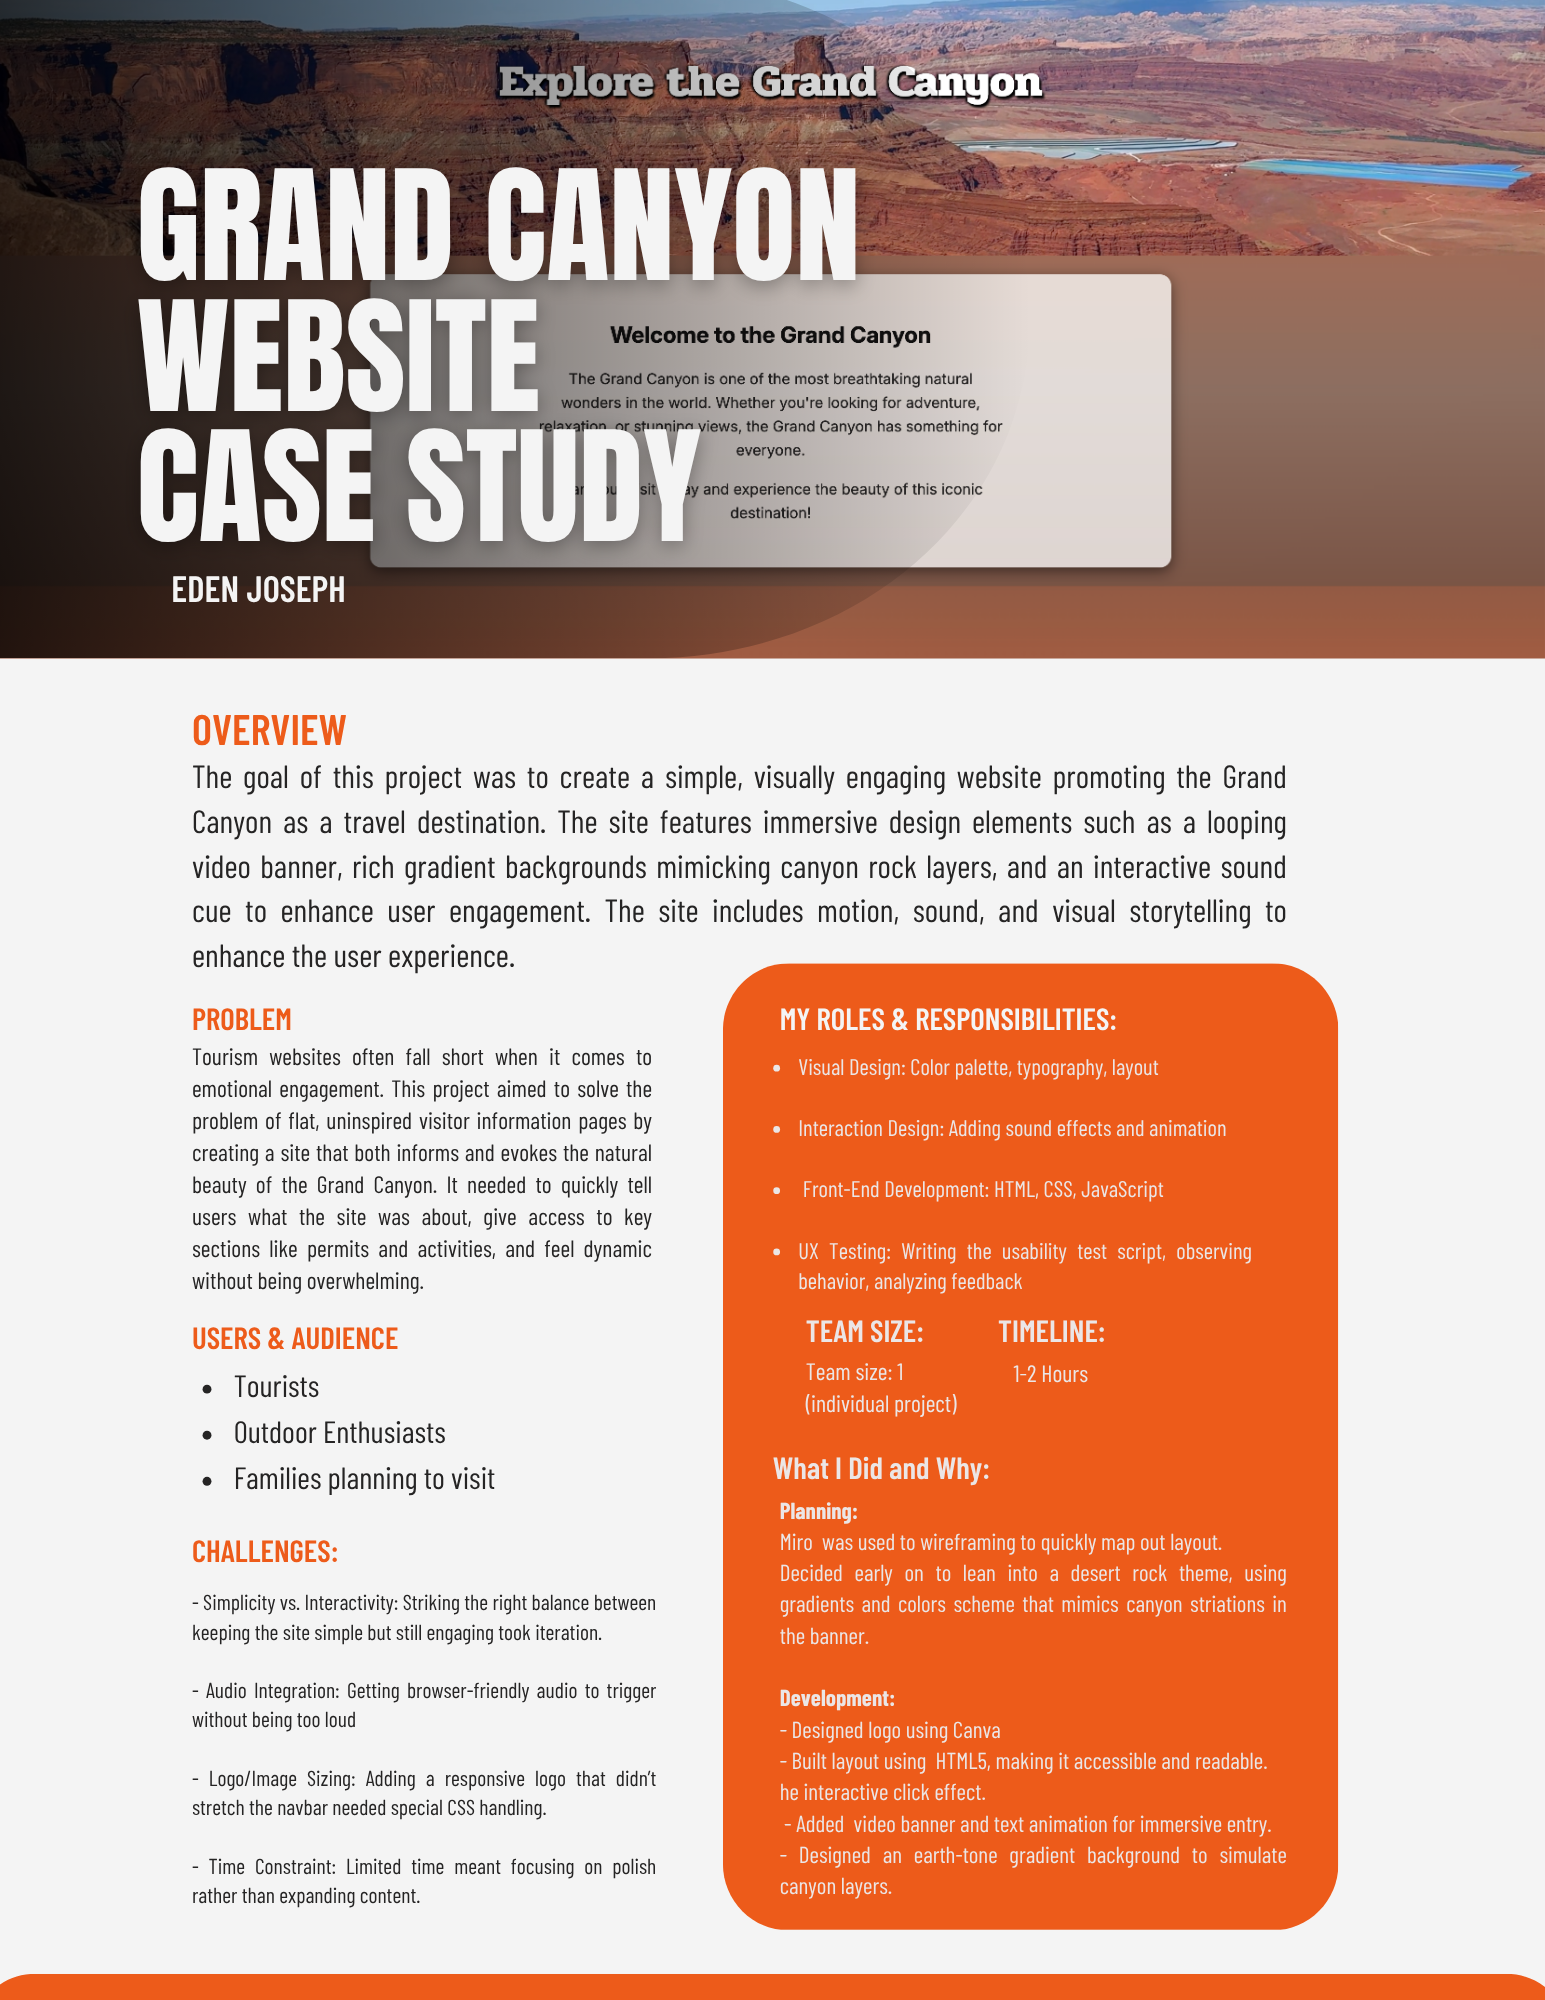 Explore the Grand Canyon
GRAND CANYON
WEBSITE
CASE STUDY
EDEN JOSEPH
Welcome to the Grand Canyon
The Grand Canyon is one of the most breathtaking natural
wonders in the world. Whether you're looking for adventure,
relaxation, or stunning views, the Grand Canyon has something for
everyone.
and experience the beauty of this iconic
destination!
OVERVIEW
The goal of this project was to create a simple, visually engaging website promoting the Grand
Canyon as a travel destination. The site features immersive design elements such as a looping
video banner, rich gradient backgrounds mimicking canyon rock layers, and an interactive sound
cue to enhance user engagement. The site includes motion, sound, and visual storytelling to
enhance the user experience.
PROBLEM
Tourism websites often fall short when it comes to
emotional engagement. This project aimed to solve the
problem of flat, uninspired visitor information pages by
creating a site that both informs and evokes the natural
beauty of the Grand Canyon. It needed to quickly tell
users what the site was about, give access to key
sections like permits and activities, and feel dynamic
without being overwhelming.
USERS & AUDIENCE
• Tourists
• Outdoor Enthusiasts
• Families planning to visit
CHALLENGES:
- Simplicity vs. Interactivity: Striking the right balance between
keeping the site simple but still engaging took iteration.
- Audio Integration: Getting browser-friendly audio to trigger
without being too loud
- Logo/Image Sizing: Adding a responsive logo that didn't
stretch the navbar needed special CSS handling.
- Time Constraint: Limited time meant focusing on polish
rather than expanding content.
MY ROLES & RESPONSIBILITIES:
• Visual Design: Color palette, typography, layout
• Interaction Design: Adding sound effects and animation
• Front-End Development: HTML, CSS, JavaScript
• UX Testing: Writing the usability test script, observing
behavior, analyzing feedback
TEAM SIZE:
Team size: 1
(individual project)
TIMELINE:
1-2 Hours
What I Did and Why:
Planning:
Miro was used to wireframing to quickly map out layout.
Decided early on to lean into a desert rock theme, using
gradients and colors scheme that mimics canyon striations in
the banner.
Development:
- Designed logo using Canva
- Built layout using HTML5, making it accessible and readable.
he interactive click effect.
- Added video banner and text animation for immersive entry.
- Designed an earth-tone gradient background to simulate
canyon layers.